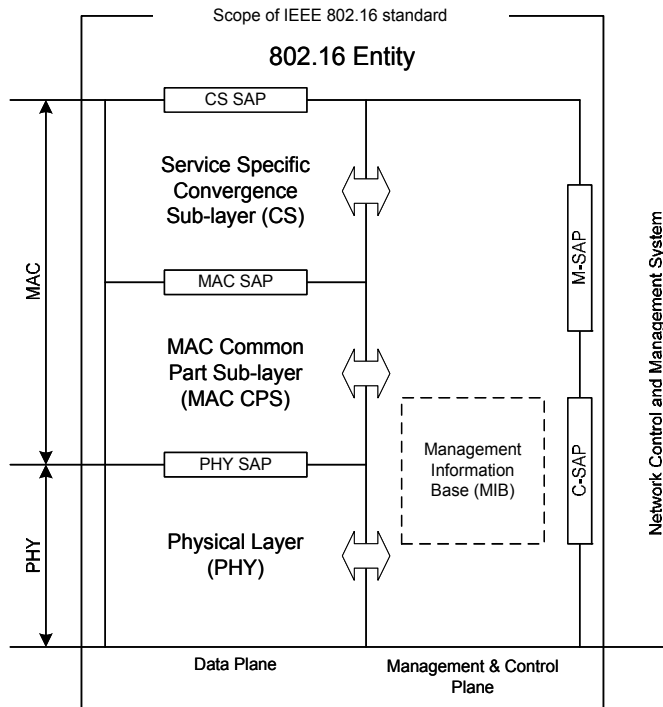 Scope of IEEE 802.16 standard
802.16 Entity
CS SAP
Service Specific
Convergence
Sub-layer (CS)
MAC
MAC SAP
M-SAP
MAC Common
Part Sub-layer
(MAC CPS)
Network Control and Management System
Management
Information
Base (MIB)
C-SAP
PHY SAP
Physical Layer
(PHY)
PHY
Data Plane
Management & Control
Plane